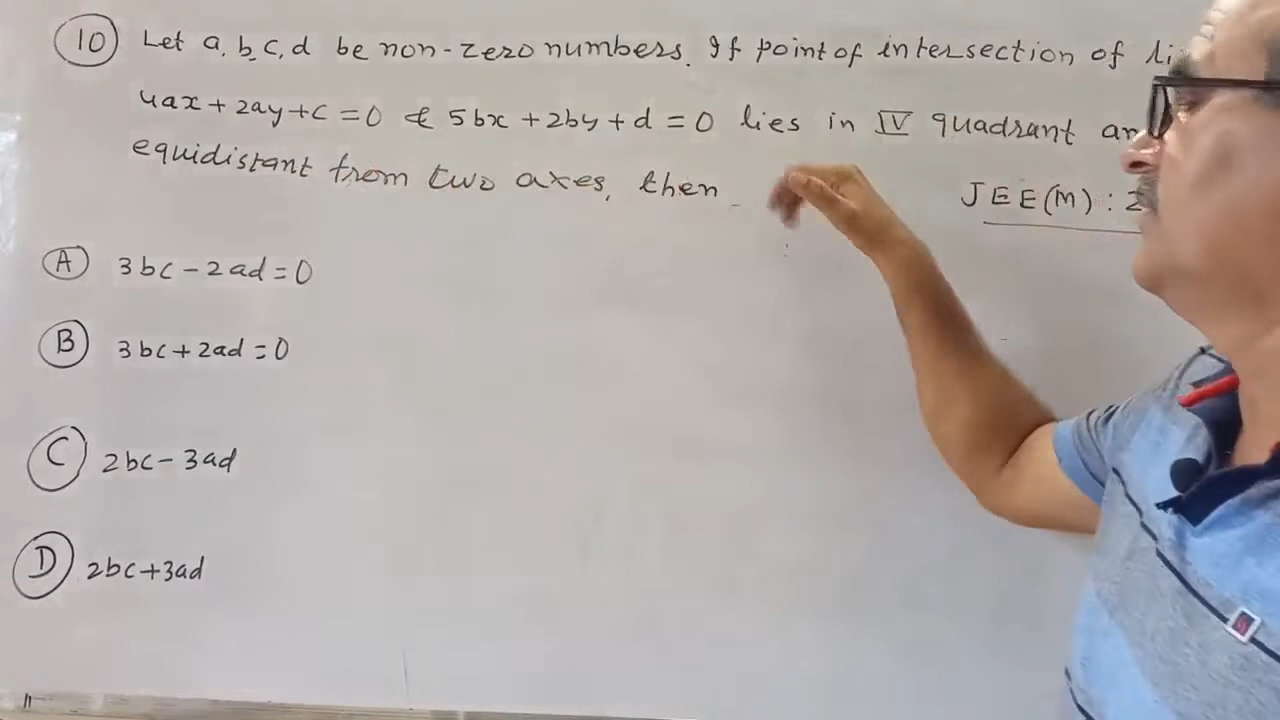 10 Let a, b, c, d be non-zero numbers. If point of intersection of
4ax + 2ay + c = 0 & 5bx + 2by + d = 0 lies in IV quadrant
equidistant from two axes, then
JEE(M) :
A 3bc - 2ad = 0
B 3bc + 2ad = 0
C 2bc - 3ad
D 2bc + 3ad